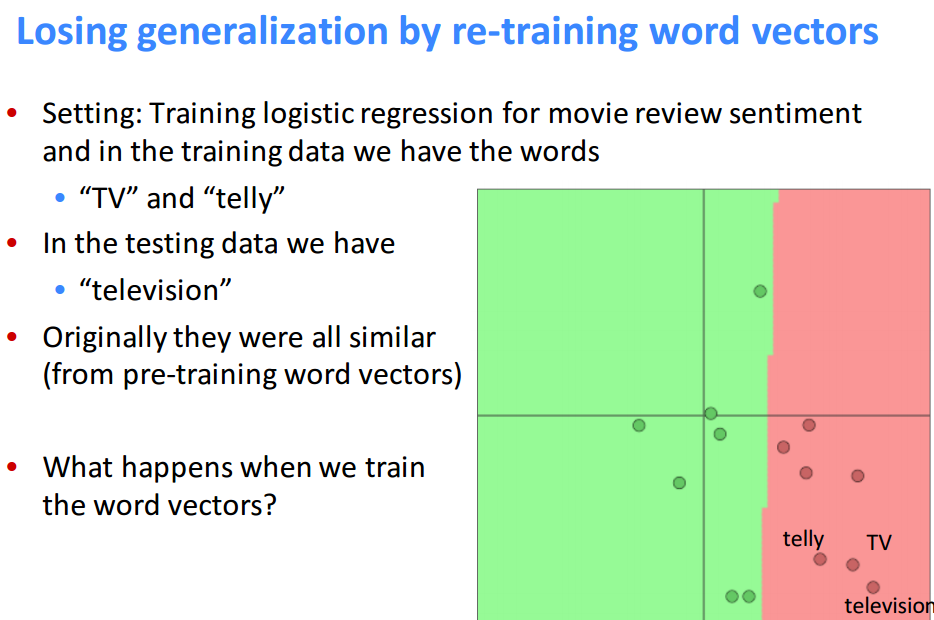 Losing generalization by re-training word vectors
• Setting: Training logistic regression for movie review sentiment
and in the training data we have the words
• “TV” and “telly”
• In the testing data we have
• “television”
• Originally they were all similar
(from pre-training word vectors)
• What happens when we train
the word vectors?
telly
TV
television